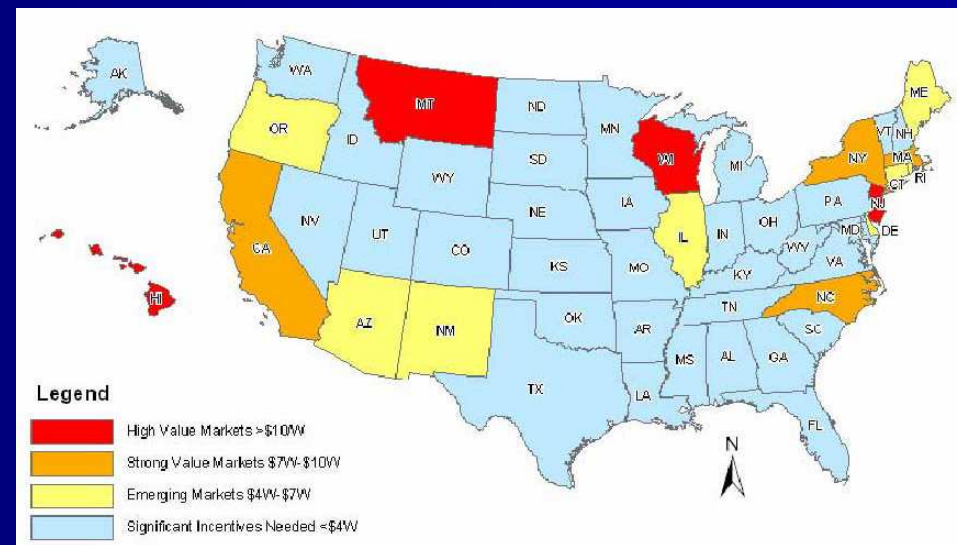 AK
WA
MT
ND
MN
ME
OR
ID
SD
WI
MI
VT
NH
NY
MA
CT
RI
WY
NE
IA
PA
NJ
NV
UT
CO
IL
IN
OH
MD
DE
CA
KS
MO
WV
VA
KY
HI
AZ
NM
OK
AR
TN
NC
SC
TX
MS
AL
GA
LA
FL
N
Legend
High Value Markets >$10/W
Strong Value Markets $7W-$10W
Emerging Markets $4W-$7W
Significant Incentives Needed <$4W